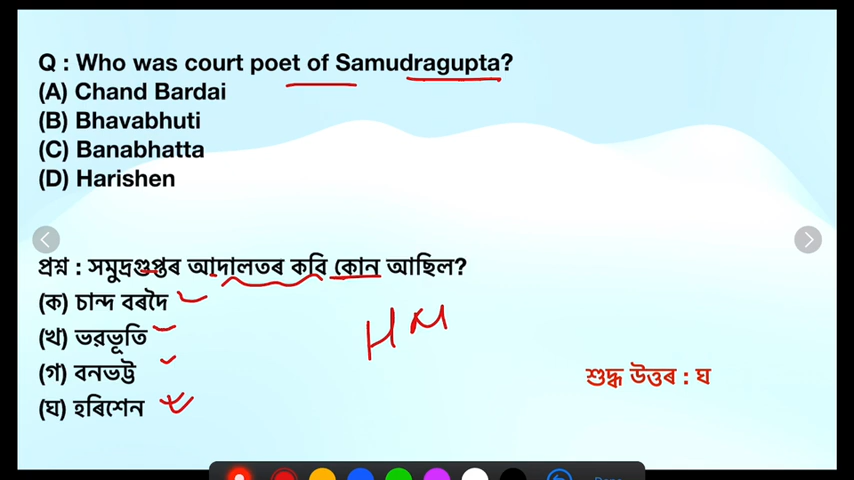 Q : Who was court poet of Samudragupta?
(A) Chand Bardai
(B) Bhavabhuti
(C) Banabhatta
(D) Harishen
প্ৰশ্ন : সমুদ্ৰগুপ্তৰ আদালতৰ কবি কোন আছিল?
(ক) চান্দ বৰদৈ
(খ) ভৱভূতি
(গ) বনভট্ট
(ঘ) হৰিশেন
শুদ্ধ উত্তৰ : ঘ